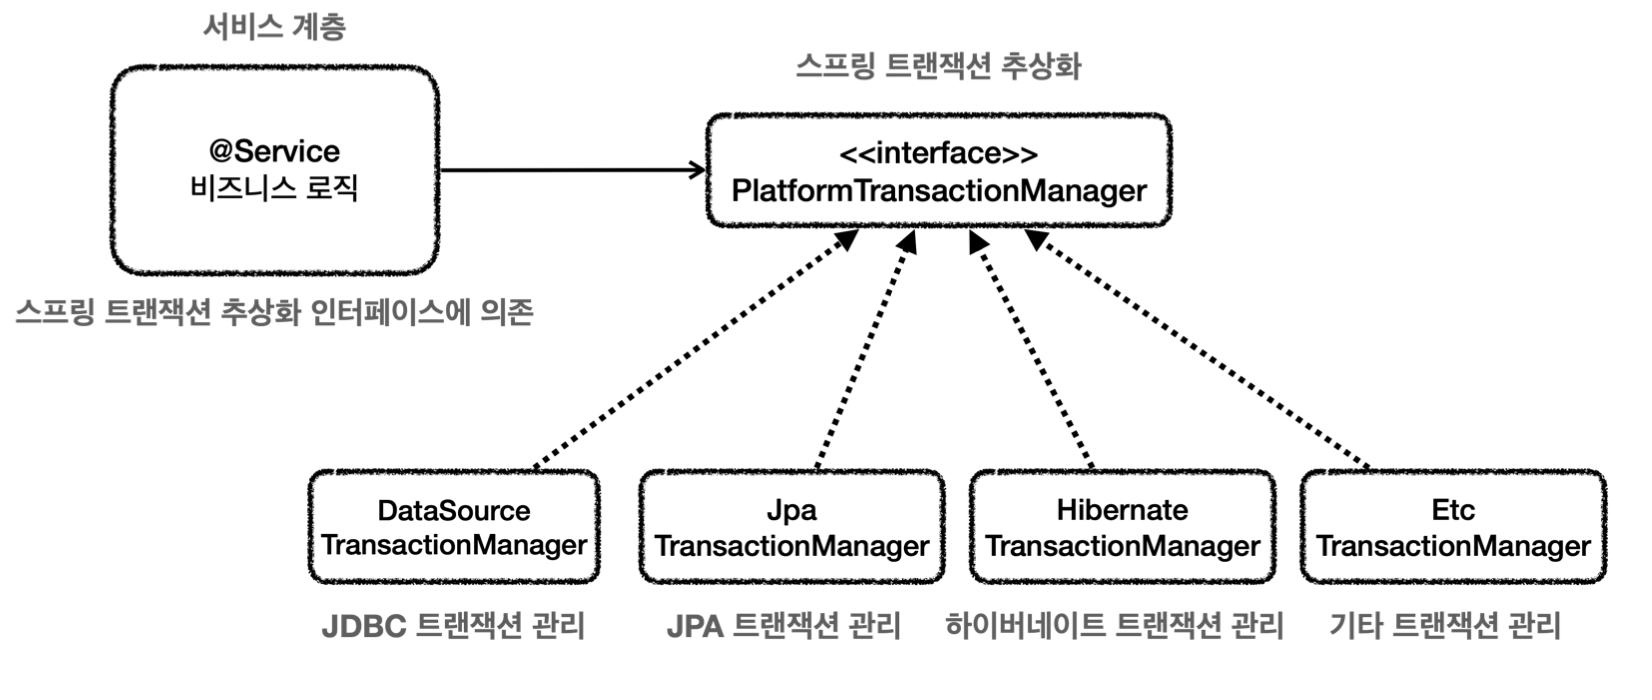 서비스 계층
스프링 트랜잭션 추상화
@Service
비즈니스 로직
<<interface>>
PlatformTransactionManager
스프링 트랜잭션 추상화 인터페이스에 의존
DataSource
TransactionManager
Jpa
TransactionManager
Hibernate
TransactionManager
Etc
TransactionManager
JDBC 트랜잭션 관리
JPA 트랜잭션 관리
하이버네이트 트랜잭션 관리
기타 트랜잭션 관리